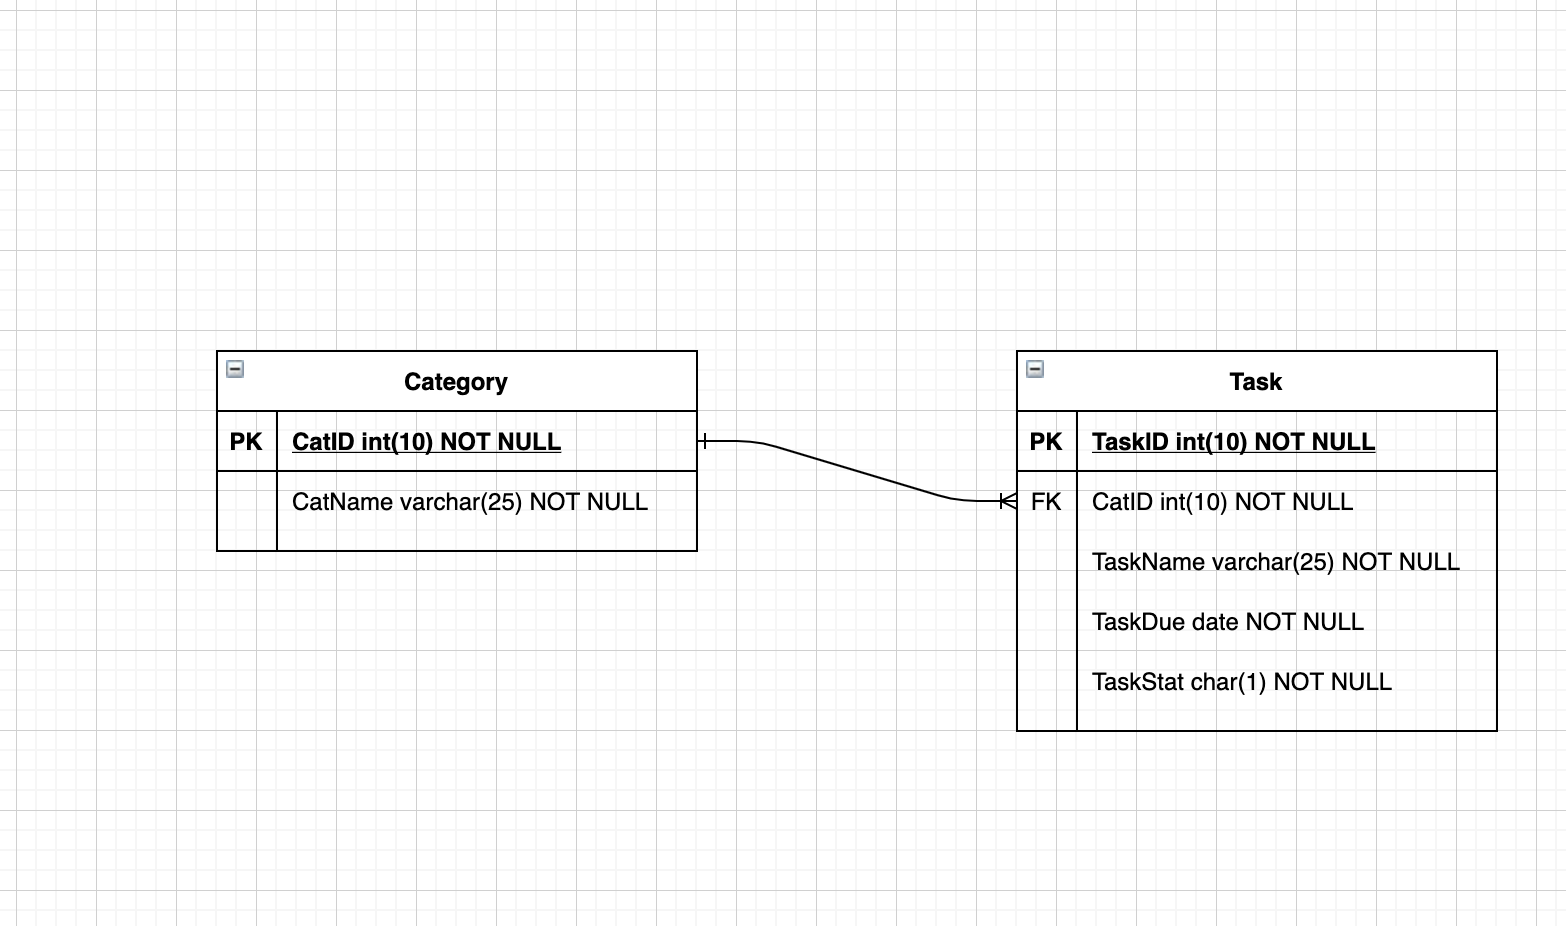 Category
PK CatID int(10) NOT NULL
CatName varchar(25) NOT NULL
Task
PK TaskID int(10) NOT NULL
FK CatID int(10) NOT NULL
TaskName varchar(25) NOT NULL
TaskDue date NOT NULL
TaskStat char(1) NOT NULL